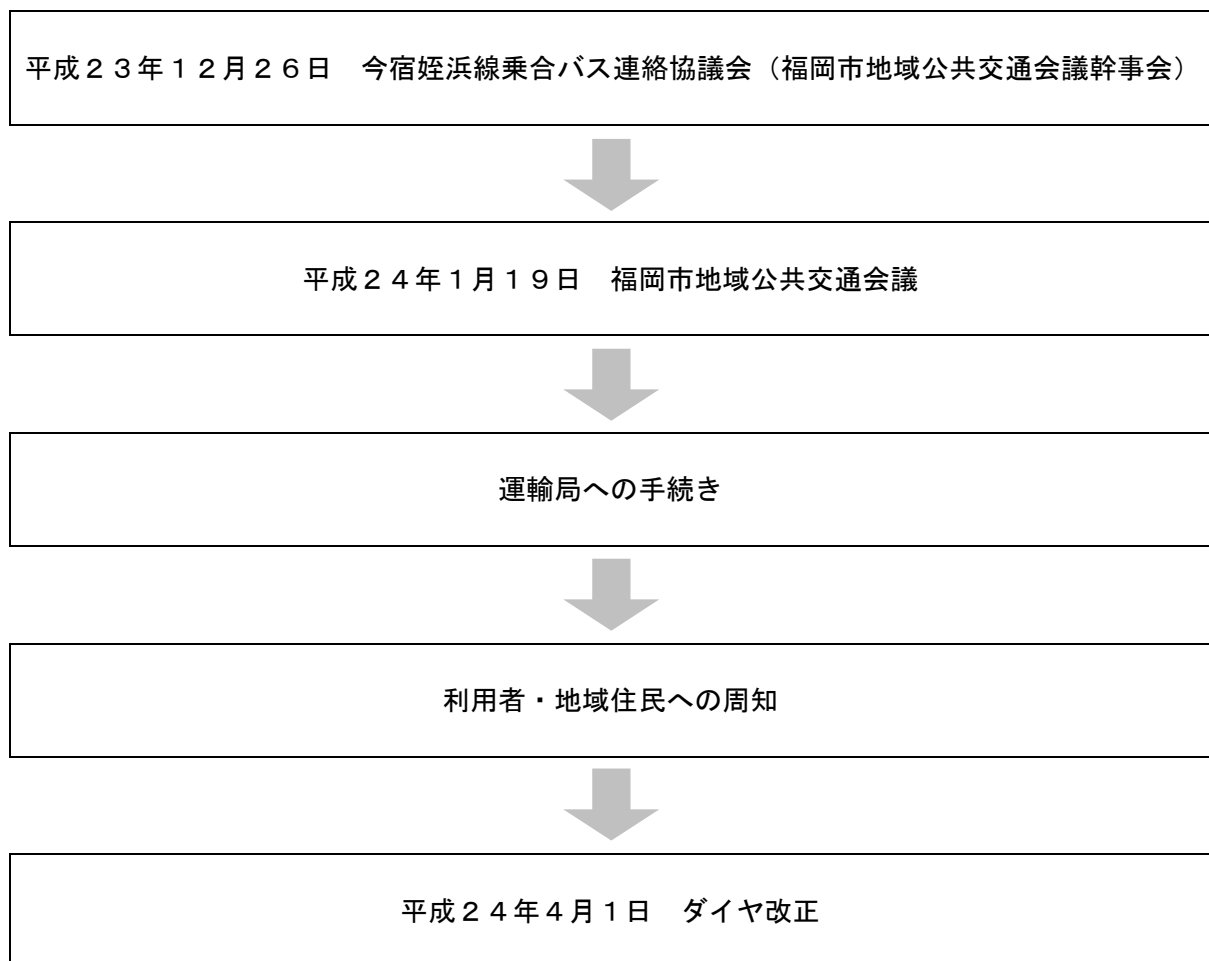 平成２３年１２月２６日　今宿姪浜線乗合バス連絡協議会（福岡市地域公共交通会議幹事会）
平成２４年１月１９日　福岡市地域公共交通会議
運輸局への手続き
利用者・地域住民への周知
平成２４年４月１日　ダイヤ改正